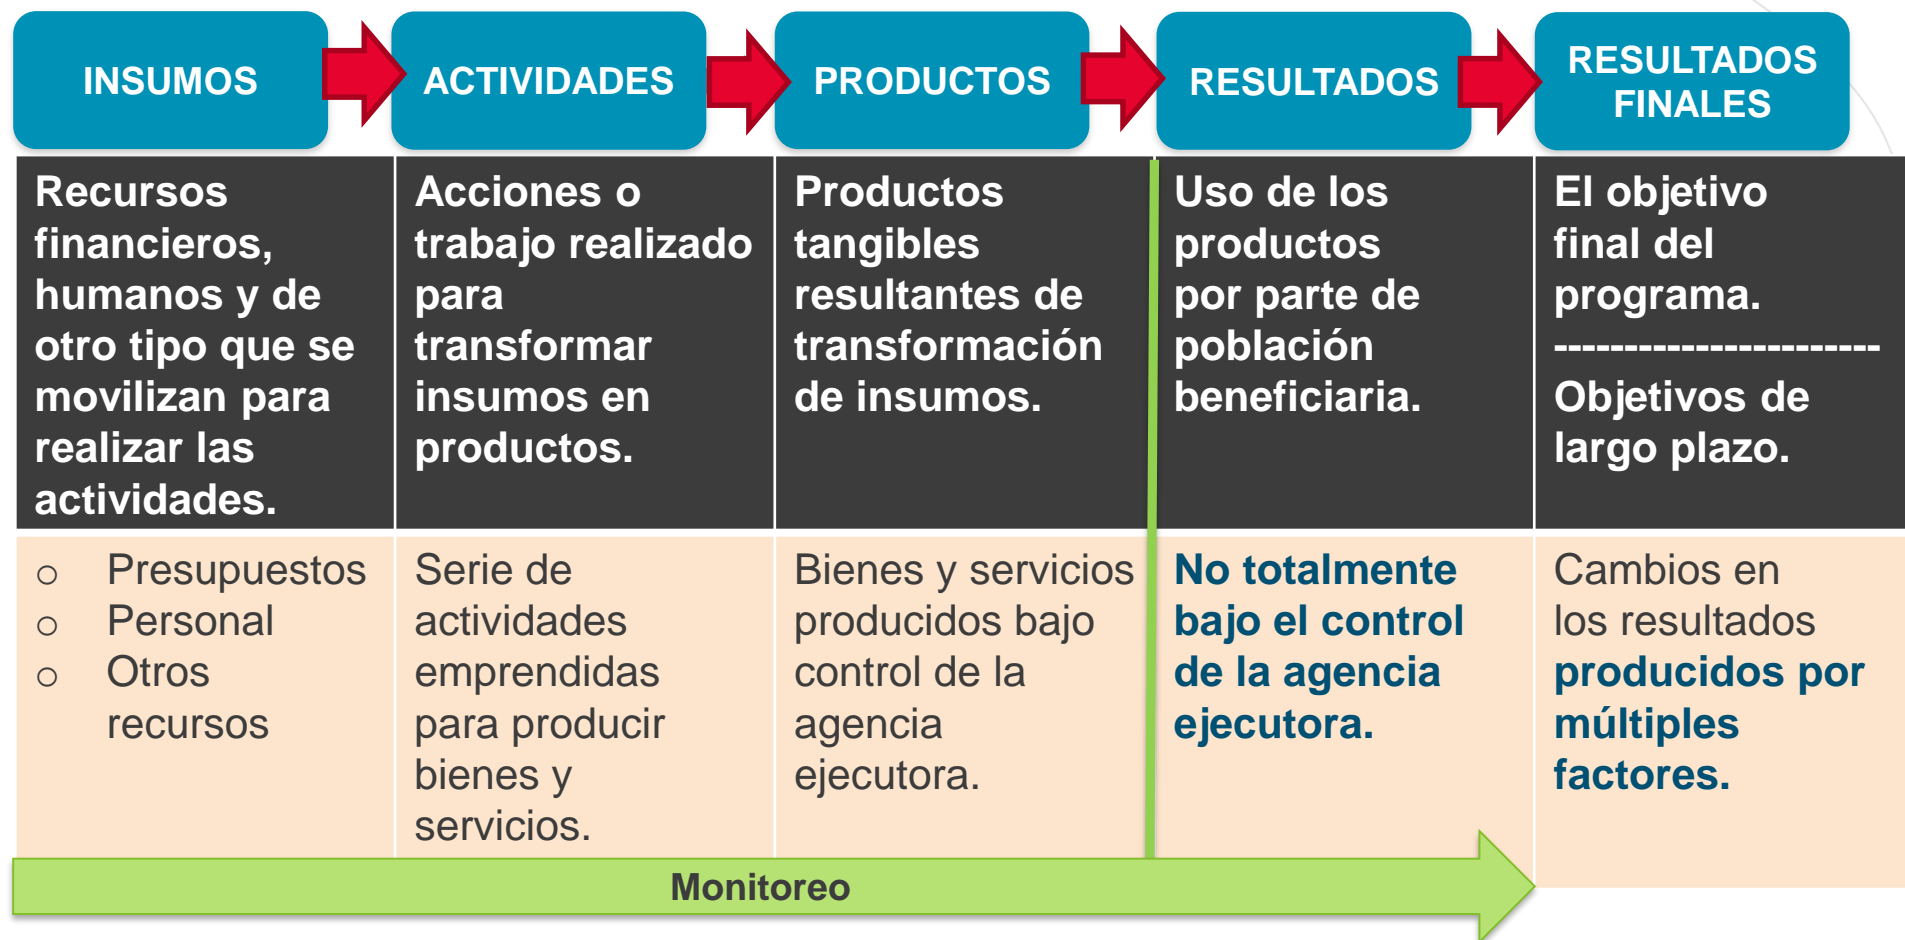 INSUMOS
ACTIVIDADES
PRODUCTOS
RESULTADOS
RESULTADOS
FINALES
Recursos
financieros,
humanos y de
otro tipo que se
movilizan para
realizar las
actividades.
Acciones o
trabajo realizado
para
transformar
insumos en
productos.
Productos
tangibles
resultantes de
transformación
de insumos.
Uso de los
productos
por parte de
población
beneficiaria.
El objetivo
final del
programa.
-----------------------
Objetivos de
largo plazo.
o Presupuestos
o Personal
o Otros
recursos
Serie de
actividades
emprendidas
para producir
bienes y
servicios.
Bienes y servicios
producidos bajo
control de la
agencia
ejecutora.
No totalmente
bajo el control
de la agencia
ejecutora.
Cambios en
los resultados
producidos por
múltiples
factores.
Monitoreo